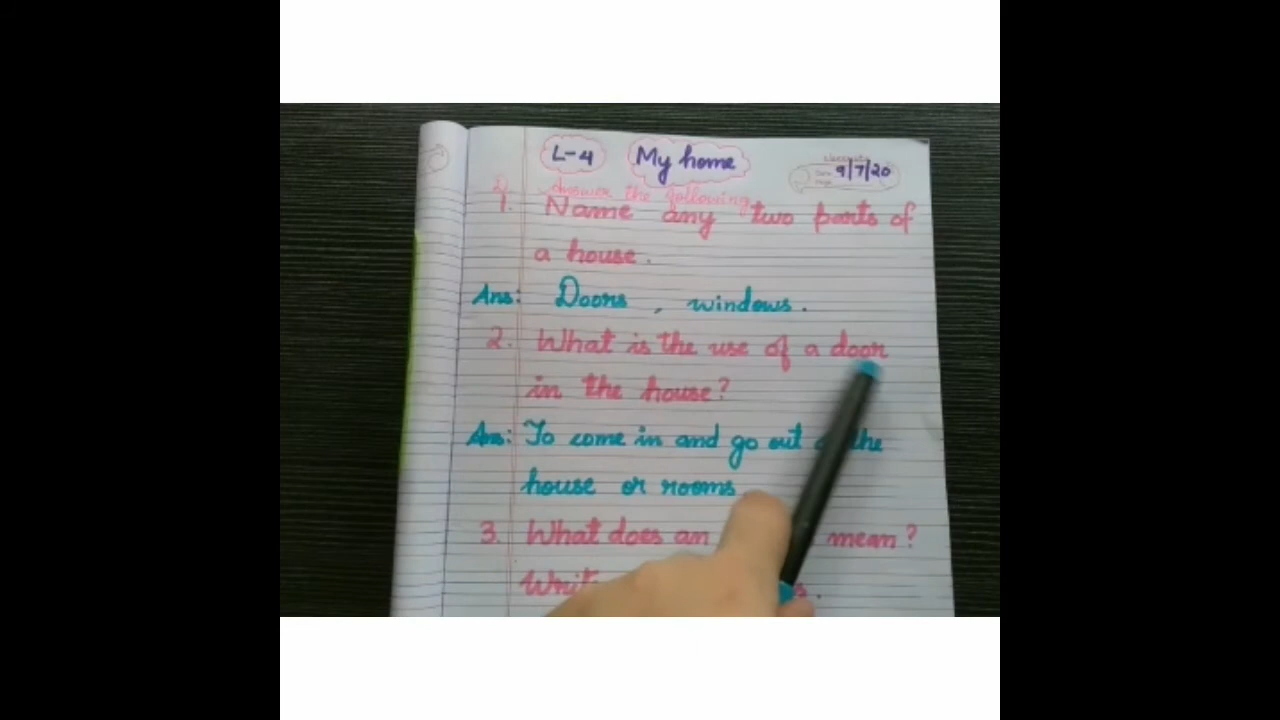 L-4 My home 9/7/20
Answer the following
1. Name any two parts of
a house.
Ans: Doors, windows.
2. What is the use of a door
in the house?
Ans: To come in and go out the
house or rooms
3. What does an mean?